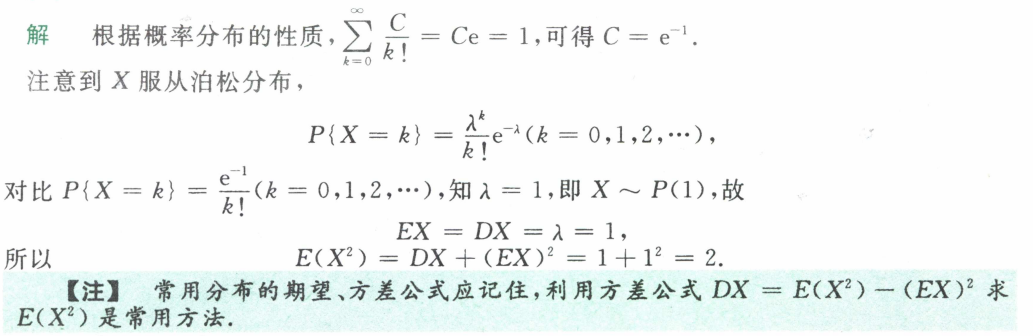 解 根据概率分布的性质,$\sum_{k=0}^{\infty} \frac{C}{k!} = Ce = 1$,可得 $C = e^{-1}$.
注意到 X 服从泊松分布,
$P\{X = k\} = \frac{\lambda^k}{k!}e^{-\lambda}(k = 0,1,2,\cdots)$,
对比 $P\{X = k\} = \frac{e^{-1}}{k!}(k = 0,1,2,\cdots)$,知 $\lambda = 1$,即 $X \sim P(1)$,故
$EX = DX = \lambda = 1$,
所以 $E(X^2) = DX + (EX)^2 = 1 + 1^2 = 2$.
【注】 常用分布的期望、方差公式应记住,利用方差公式 $DX = E(X^2) - (EX)^2$ 求
$E(X^2)$ 是常用方法.